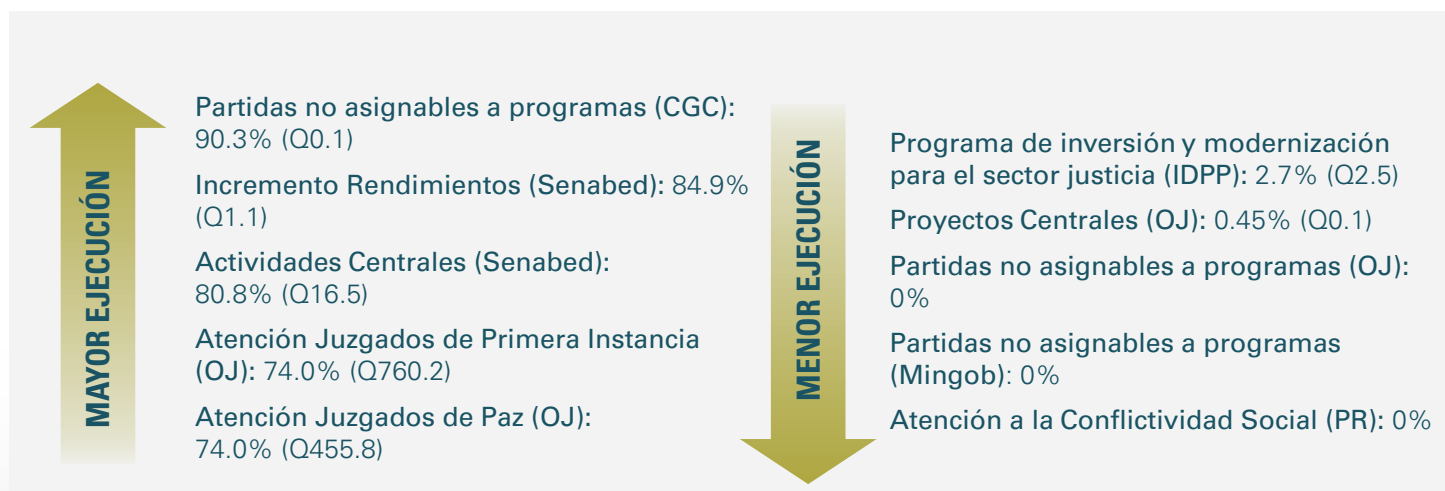 MAYOR EJECUCIÓN
Partidas no asignables a programas (CGC):
90.3% (Q0.1)
Incremento Rendimientos (Senabed): 84.9%
(Q1.1)
Actividades Centrales (Senabed):
80.8% (Q16.5)
Atención Juzgados de Primera Instancia
(OJ): 74.0% (Q760.2)
Atención Juzgados de Paz (OJ):
74.0% (Q455.8)
MENOR EJECUCIÓN
Programa de inversión y modernización
para el sector justicia (IDPP): 2.7% (Q2.5)
Proyectos Centrales (OJ): 0.45% (Q0.1)
Partidas no asignables a programas (OJ):
0%
Partidas no asignables a programas
(Mingob): 0%
Atención a la Conflictividad Social (PR): 0%